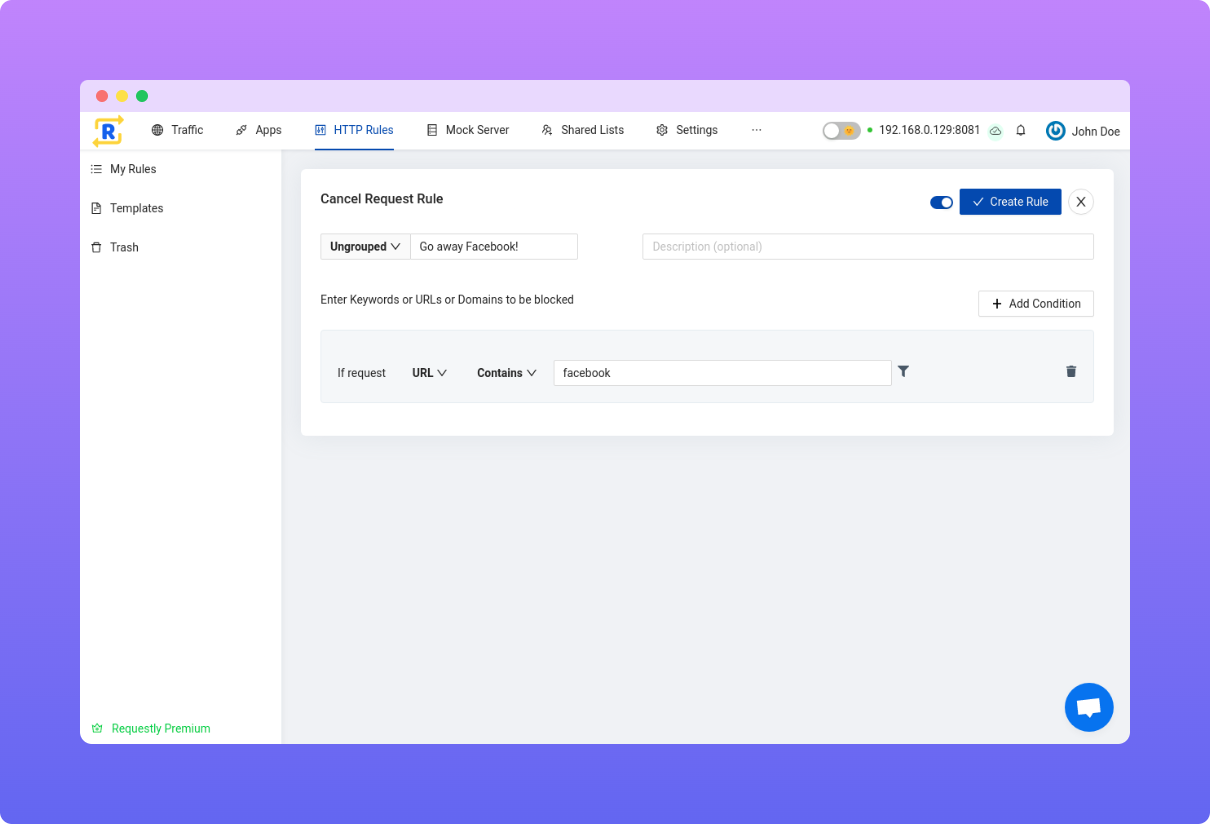 R Traffic Apps HTTP Rules Mock Server Shared Lists Settings ··· 192.168.0.129:8081 John Doe
My Rules
Templates
Trash
Cancel Request Rule
Create Rule X
Ungrouped Go away Facebook! Description (optional)
Enter Keywords or URLs or Domains to be blocked
+ Add Condition
If request URL Contains facebook
Requestly Premium